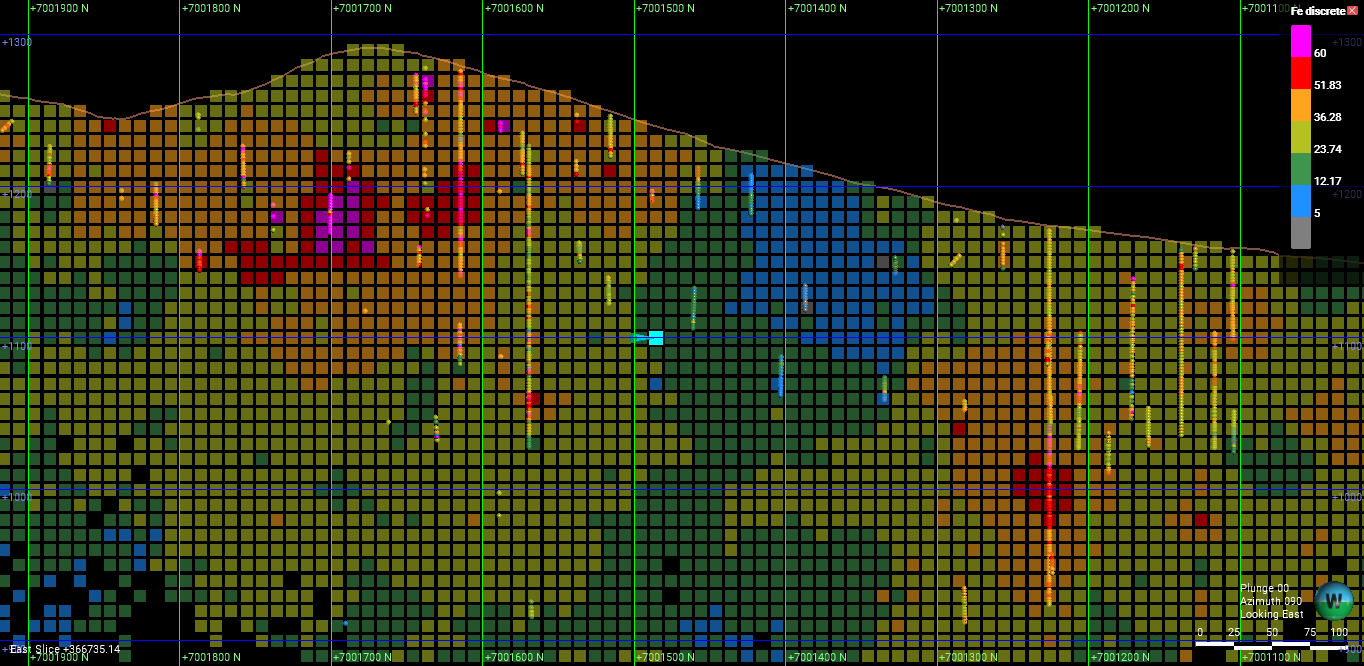 +7001900 N +7001800 N +7001700 N +7001600 N +7001500 N +7001400 N +7001300 N +7001200 N +7001100
Fe discrete
+1300 +1300
60
51.83
36.28
23.74
12.17
5
+1200 +1200
+1100 +1100
+1000 +1000
Plunge 00
Azimuth 090
Looking East
W
0 25 50 75 100
East Slice +366735.14
+7001900 N +7001800 N +7001700 N +7001600 N +7001500 N +7001400 N +7001300 N +7001200 N +7001100 N